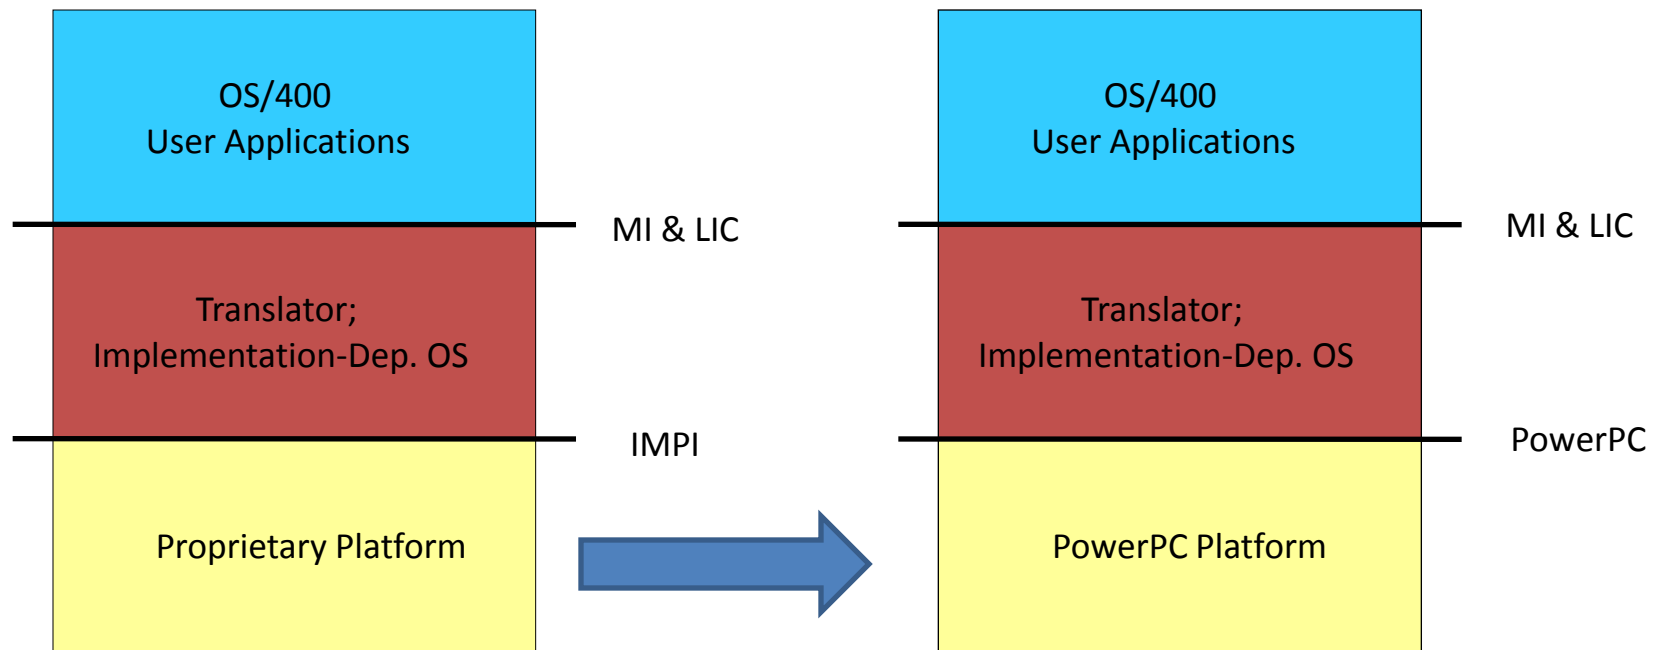 OS/400
User Applications
MI & LIC
Translator;
Implementation-Dep. OS
IMPI
Proprietary Platform
OS/400
User Applications
MI & LIC
Translator;
Implementation-Dep. OS
PowerPC
PowerPC Platform